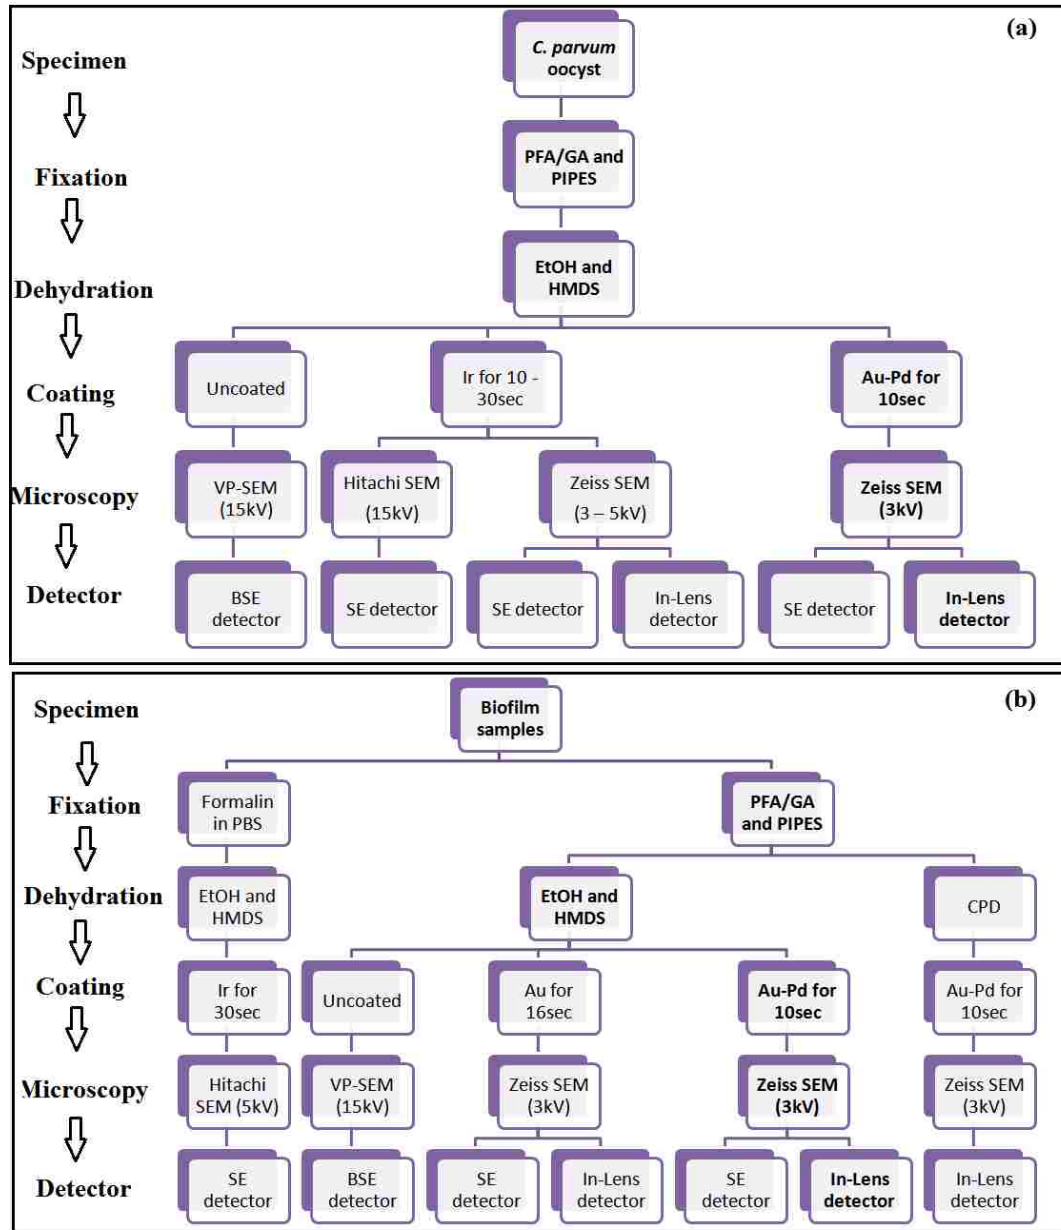 (a)
Specimen
C. parvum
oocyst
Fixation
PFA/GA and
PIPES
Dehydration
EtOH and
HMDS
Coating
Uncoated
Ir for 10 -
30sec
Au-Pd for
10sec
Microscopy
VP-SEM
(15kV)
Hitachi SEM
(15kV)
Zeiss SEM
(3 – 5kV)
Zeiss SEM
(3kV)
Detector
BSE
detector
SE detector
SE detector
In-Lens
detector
SE detector
In-Lens
detector
(b)
Specimen
Biofilm
samples
Fixation
Formalin
in PBS
PFA/GA
and PIPES
Dehydration
EtOH and
HMDS
EtOH and
HMDS
CPD
Coating
Ir for
30sec
Uncoated
Au for
16sec
Au-Pd for
10sec
Au-Pd for
10sec
Microscopy
Hitachi
SEM (5kV)
VP-SEM
(15kV)
Zeiss SEM
(3kV)
Zeiss SEM
(3kV)
Zeiss SEM
(3kV)
Detector
SE
detector
BSE
detector
SE
detector
In-Lens
detector
SE
detector
In-Lens
detector
In-Lens
detector